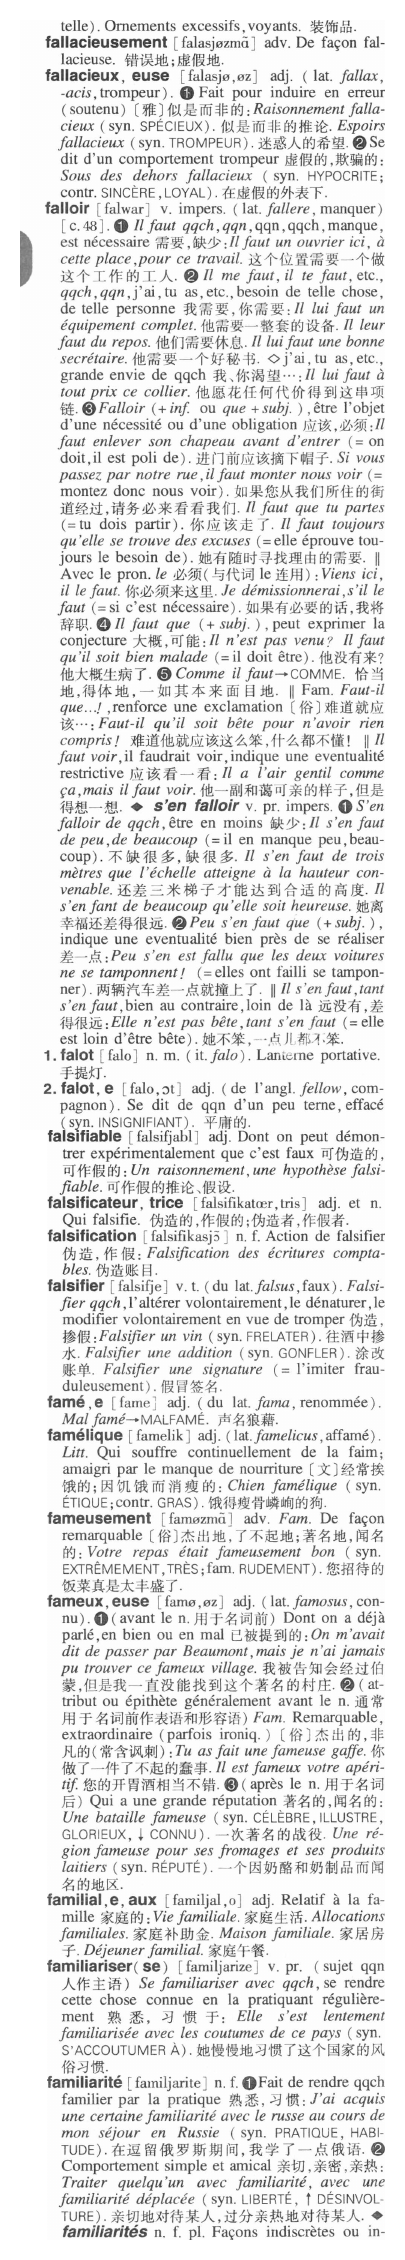 telle). Ornements excessifs,voyants. 装饰品.
fallacieusement [falasjøzmɑ̃] adv. De façon fal-
lacieuse. 错误地;虚假地.
fallacieux, euse [falasjø,øz] adj. ( lat. fallax,
-acis,trompeur). ❶ Fait pour induire en erreur
(soutenu) [雅]似是而非的:Raisonnement falla-
cieux (syn. SPÉCIEUX). 似是而非的推论. Espoirs
fallacieux (syn. TROMPEUR). 迷惑人的希望. ❷ Se
dit d'un comportement trompeur 虚假的,欺骗的:
Sous des dehors fallacieux ( syn. HYPOCRITE;
contr. SINCÈRE,LOYAL). 在虚假的外表下.
falloir [falwar] v. impers. (lat. fallere, manquer)
[c.48]. ❶ Il faut qqch,qqn,qqn,qqch,manque,
est nécessaire 需要,缺少:Il faut un ouvrier ici, à
cette place,pour ce travail. 这个位置需要一个做
这个工作的工人. ❷ Il me faut, il te faut, etc.,
qqch,qqn,j'ai,tu as,etc.,besoin de telle chose,
de telle personne 我需要,你需要:Il lui faut un
équipement complet. 他需要一整套的设备. Il leur
faut du repos. 他们需要休息. Il lui faut une bonne
secrétaire. 他需要一个好秘书. ◇j'ai, tu as,etc.,
grande envie de qqch 我、你渴望…:Il lui faut à
tout prix ce collier. 他愿花任何代价得到这串项
链. ❸ Falloir (+inf. ou que +subj. ),être l'objet
d'une nécessité ou d'une obligation 应该,必须:Il
faut enlever son chapeau avant d'entrer (= on
doit,il est poli de). 进门前应该摘下帽子. Si vous
passez par notre rue,il faut monter nous voir (=
montez donc nous voir). 如果您从我们所住的街
道经过,请务必来看看我们. Il faut que tu partes
(=tu dois partir). 你应该走了. Il faut toujours
qu'elle se trouve des excuses (=elle éprouve tou-
jours le besoin de). 她有随时寻找理由的需要. ‖
Avec le pron. le 必须(与代词 le 连用):Viens ici,
il le faut. 你必须来这里. Je démissionnerai,s'il le
faut (=si c'est nécessaire). 如果有必要的话,我将
辞职. ❹ Il faut que (+ subj. ), peut exprimer la
conjecture 大概,可能:Il n'est pas venu? Il faut
qu'il soit bien malade (=il doit être). 他没有来?
他大概生病了. ❺ Comme il faut→COMME. 恰当
地,得体地,一如其本来面目地. ‖ Fam. Faut-il
que...!,renforce une exclamation [俗]难道就应
该…:Faut-il qu'il soit bête pour n'avoir rien
compris! 难道他就应该这么笨,什么都不懂! ‖ Il
faut voir,il faudrait voir,indique une eventualité
restrictive 应该看一看:Il a l'air gentil comme
ça,mais il faut voir. 他一副和蔼可亲的样子,但是
得想一想. ◆ s'en falloir v. pr. impers. ❶ S'en
falloir de qqch,être en moins 缺少:Il s'en faut
de peu,de beaucoup (=il en manque peu,beau-
coup). 不缺很多,缺很多. Il s'en faut de trois
mètres que l'échelle atteigne à la hauteur con-
venable. 还差三米梯子才能达到合适的高度. Il
s'en fant de beaucoup qu'elle soit heureuse. 她离
幸福还差得很远. ❷ Peu s'en faut que (+subj. ),
indique une eventualité bien près de se réaliser
差一点:Peu s'en est fallu que les deux voitures
ne se tamponnent! (=elles ont failli se tampon-
ner). 两辆汽车差一点就撞上了. ‖ Il s'en faut,tant
s'en faut,bien au contraire,loin de là 远没有,差
得很远:Elle n'est pas bête,tant s'en faut (=elle
est loin d'être bête). 她不笨,一点儿都不笨.
1. falot [falo] n. m. (it. falo). Lanterne portative.
手提灯.
2. falot, e [falo,ɔt] adj. ( de l'angl. fellow, com-
pagnon). Se dit de qqn d'un peu terne, effacé
(syn. INSIGNIFIANT). 平庸的.
falsifiable [falsifjabl] adj. Dont on peut démon-
trer expérimentalement que c'est faux 可伪造的,
可作假的:Un raisonnement,une hypothèse falsi-
fiable. 可作假的推论、假设.
falsificateur, trice [falsifikatœr,tris] adj. et n.
Qui falsifie. 伪造的,作假的;伪造者,作假者.
falsification [falsifikasjɔ̃] n. f. Action de falsifier
伪造,作假: Falsification des écritures compta-
bles. 伪造账目.
falsifier [falsifje] v. t. (du lat. falsus,faux). Falsi-
fier qqch,l'altérer volontairement,le dénaturer,le
modifier volontairement en vue de tromper 伪造,
掺假:Falsifier un vin (syn. FRELATER). 往酒中掺
水. Falsifier une addition (syn. GONFLER). 涂改
账单. Falsifier une signature (= l'imiter frau-
duleusement). 假冒签名.
famé,e [fame] adj. (du lat. fama, renommée).
Mal famé→MALFAMÉ. 声名狼藉.
famélique [famelik] adj. (lat. famelicus,affamé).
Litt. Qui souffre continuellement de la faim;
amaigri par le manque de nourriture [文]经常挨
饿的;因饥饿而消瘦的: Chien famélique ( syn.
ÉTIQUE;contr. GRAS). 饿得瘦骨嶙峋的狗.
fameusement [famøzmɑ̃] adv. Fam. De façon
remarquable [俗]杰出地,了不起地;著名地,闻名
的: Votre repas était fameusement bon ( syn.
EXTRÊMEMENT,TRÈS;fam. RUDEMENT). 您招待的
饭菜真是太丰盛了.
fameux, euse [famø,øz] adj. (lat. famosus, con-
nu). ❶ (avant le n. 用于名词前) Dont on a déjà
parlé,en bien ou en mal 已被提到的:On m'avait
dit de passer par Beaumont,mais je n'ai jamais
pu trouver ce fameux village. 我被告知会经过伯
蒙,但是我一直没能找到这个著名的村庄. ❷ (at-
tribut ou épithète généralement avant le n. 通常
用于名词前作表语和形容语) Fam. Remarquable,
extraordinaire (parfois ironiq. ) [俗]杰出的,非
凡的(常含讽刺):Tu as fait une fameuse gaffe. 你
做了一件了不起的蠢事. Il est fameux votre apéri-
tif. 您的开胃酒相当不错. ❸ (après le n. 用于名词
后) Qui a une grande réputation 著名的,闻名的:
Une bataille fameuse ( syn. CÉLÈBRE, ILLUSTRE,
GLORIEUX, ↓ CONNU). 一次著名的战役. Une ré-
gion fameuse pour ses fromages et ses produits
laitiers (syn. RÉPUTÉ). 一个因奶酪和奶制品而闻
名的地区.
familial,e, aux [familjal,o] adj. Relatif à la fa-
mille 家庭的:Vie familiale. 家庭生活. Allocations
familiales. 家庭补助金. Maison familiale. 家居房
子. Déjeuner familial. 家庭午餐.
familiariser(se) [familjarize] v. pr. ( sujet qqn
人作主语) Se familiariser avec qqch,se rendre
cette chose connue en la pratiquant régulière-
ment 熟悉, 习惯于: Elle s'est lentement
familiarisée avec les coutumes de ce pays (syn.
S'ACCOUTUMER À). 她慢慢地习惯了这个国家的风
俗习惯.
familiarité [familjarite] n. f. ❶ Fait de rendre qqch
familier par la pratique 熟悉,习惯:J'ai acquis
une certaine familiarité avec le russe au cours de
mon séjour en Russie ( syn. PRATIQUE, HABI-
TUDE). 在逗留俄罗斯期间,我学了一点俄语. ❷
Comportement simple et amical 亲切,亲密,亲热:
Traiter quelqu'un avec familiarité, avec une
familiarité déplacée (syn. LIBERTÉ, ↑ DÉSINVOL-
TURE). 亲切地对待某人,过分亲热地对待某人. ◆
familiarités n. f. pl. Façons indiscrètes ou in-